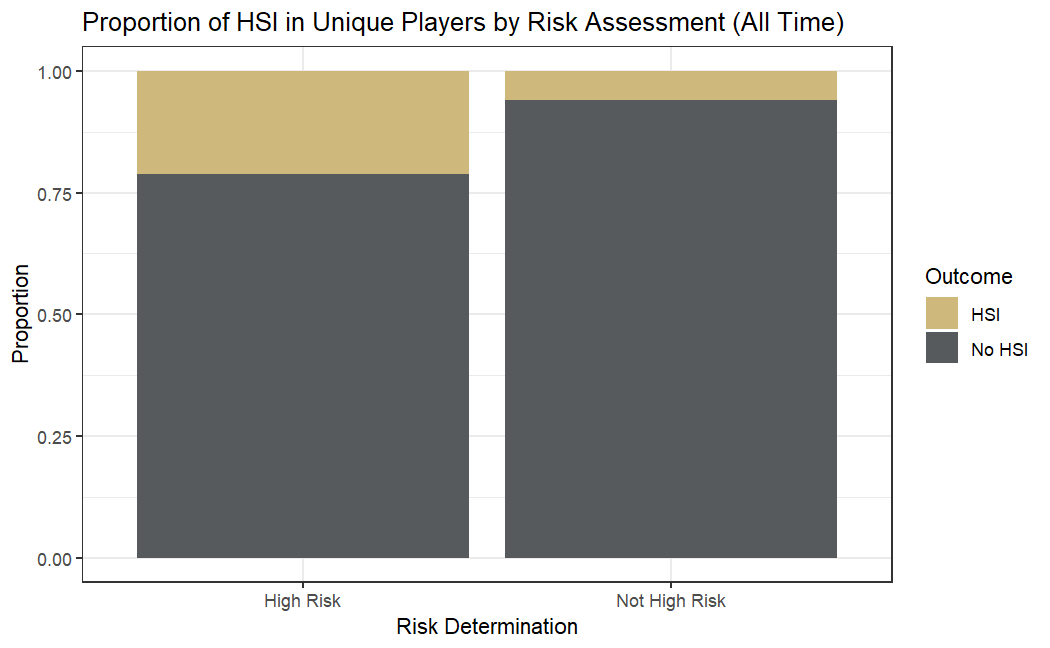 Proportion of HSI in Unique Players by Risk Assessment (All Time)
1.00
0.75
0.50
0.25
0.00
Proportion
High Risk
Not High Risk
Risk Determination
Outcome
HSI
No HSI